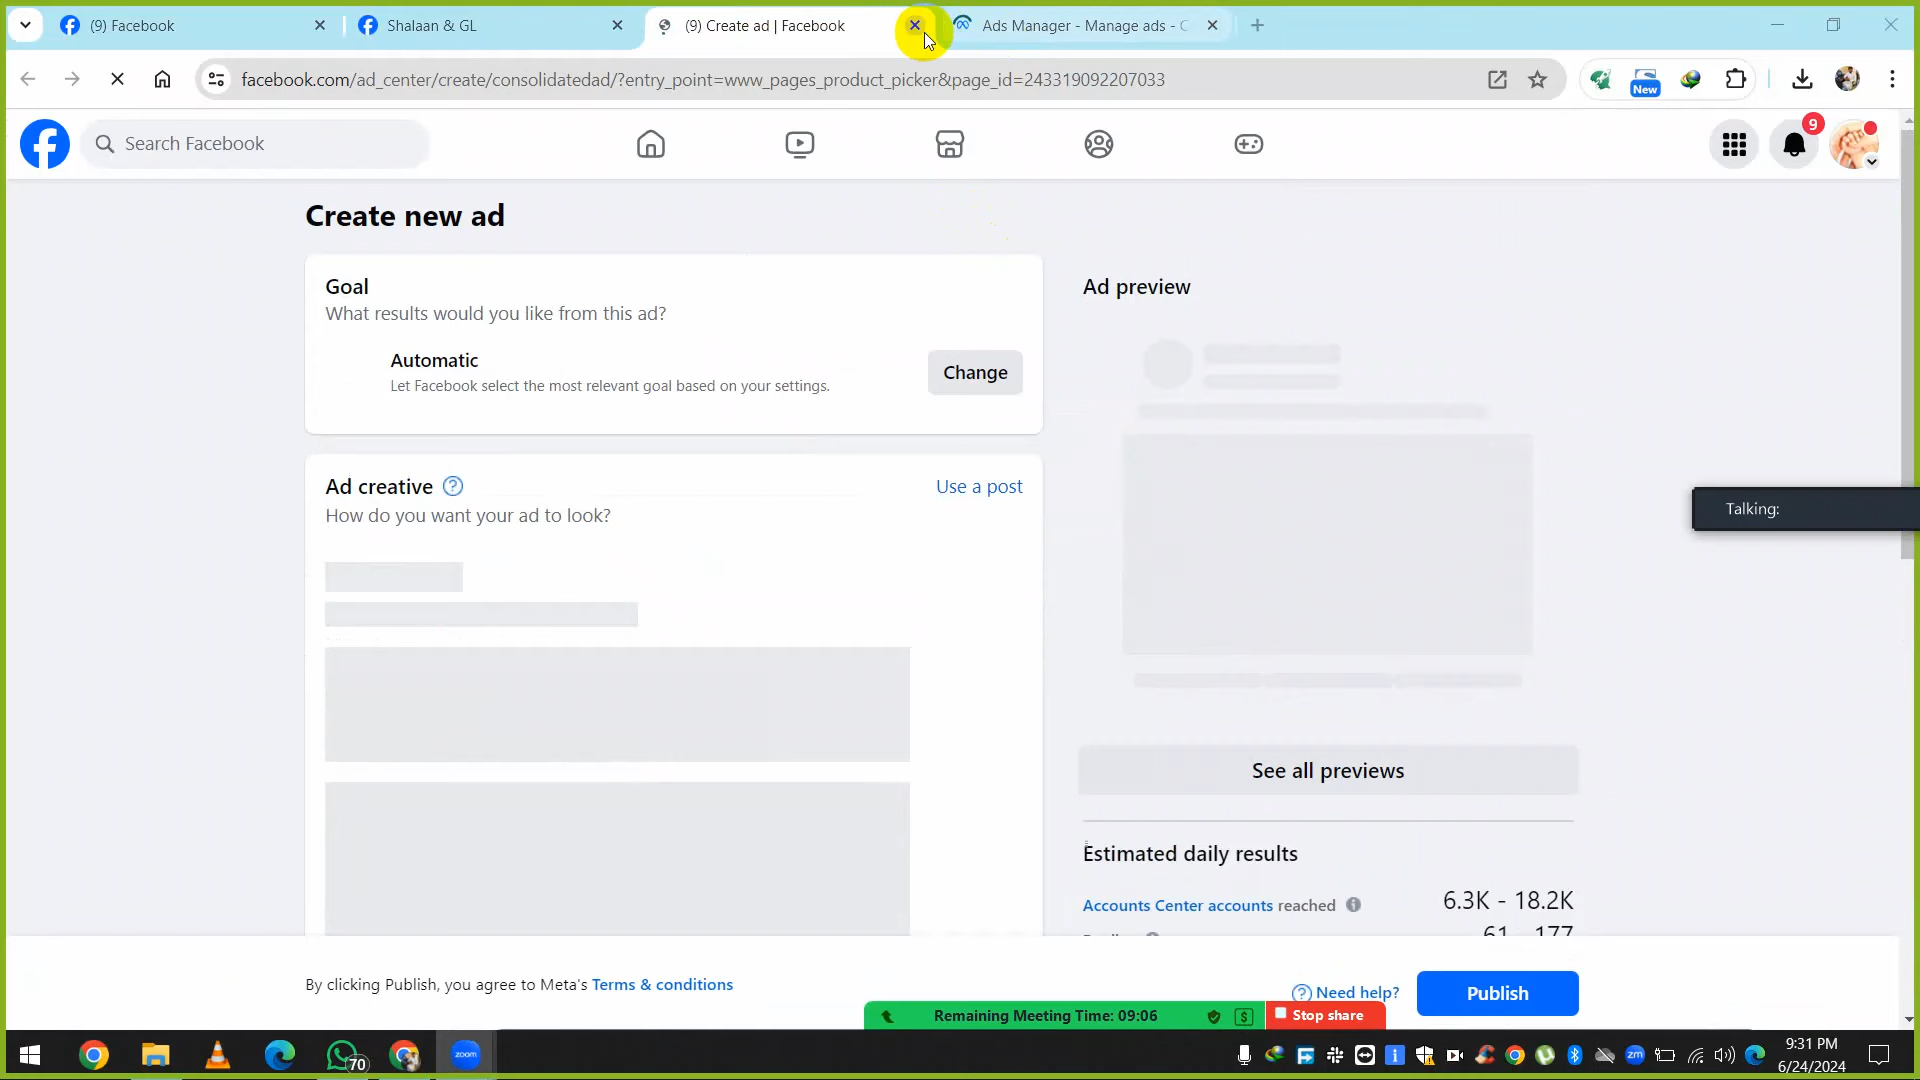 (9) Facebook
Shalaan & GL
(9) Create ad | Facebook
Ads Manager - Manage ads - C
facebook.com/ad_center/create/consolidatedad/?entry_point=www_pages_product_picker&page_id=243319092207033
New
Search Facebook
9
Create new ad
Goal
What results would you like from this ad?
Automatic
Let Facebook select the most relevant goal based on your settings.
Change
Ad creative
Use a post
How do you want your ad to look?
Ad preview
Talking:
See all previews
Estimated daily results
Accounts Center accounts reached
6.3K - 18.2K
61 - 177
By clicking Publish, you agree to Meta's Terms & conditions
Need help?
Publish
Remaining Meeting Time: 09:06
Stop share
70
zoom
zm
9:31 PM
6/24/2024